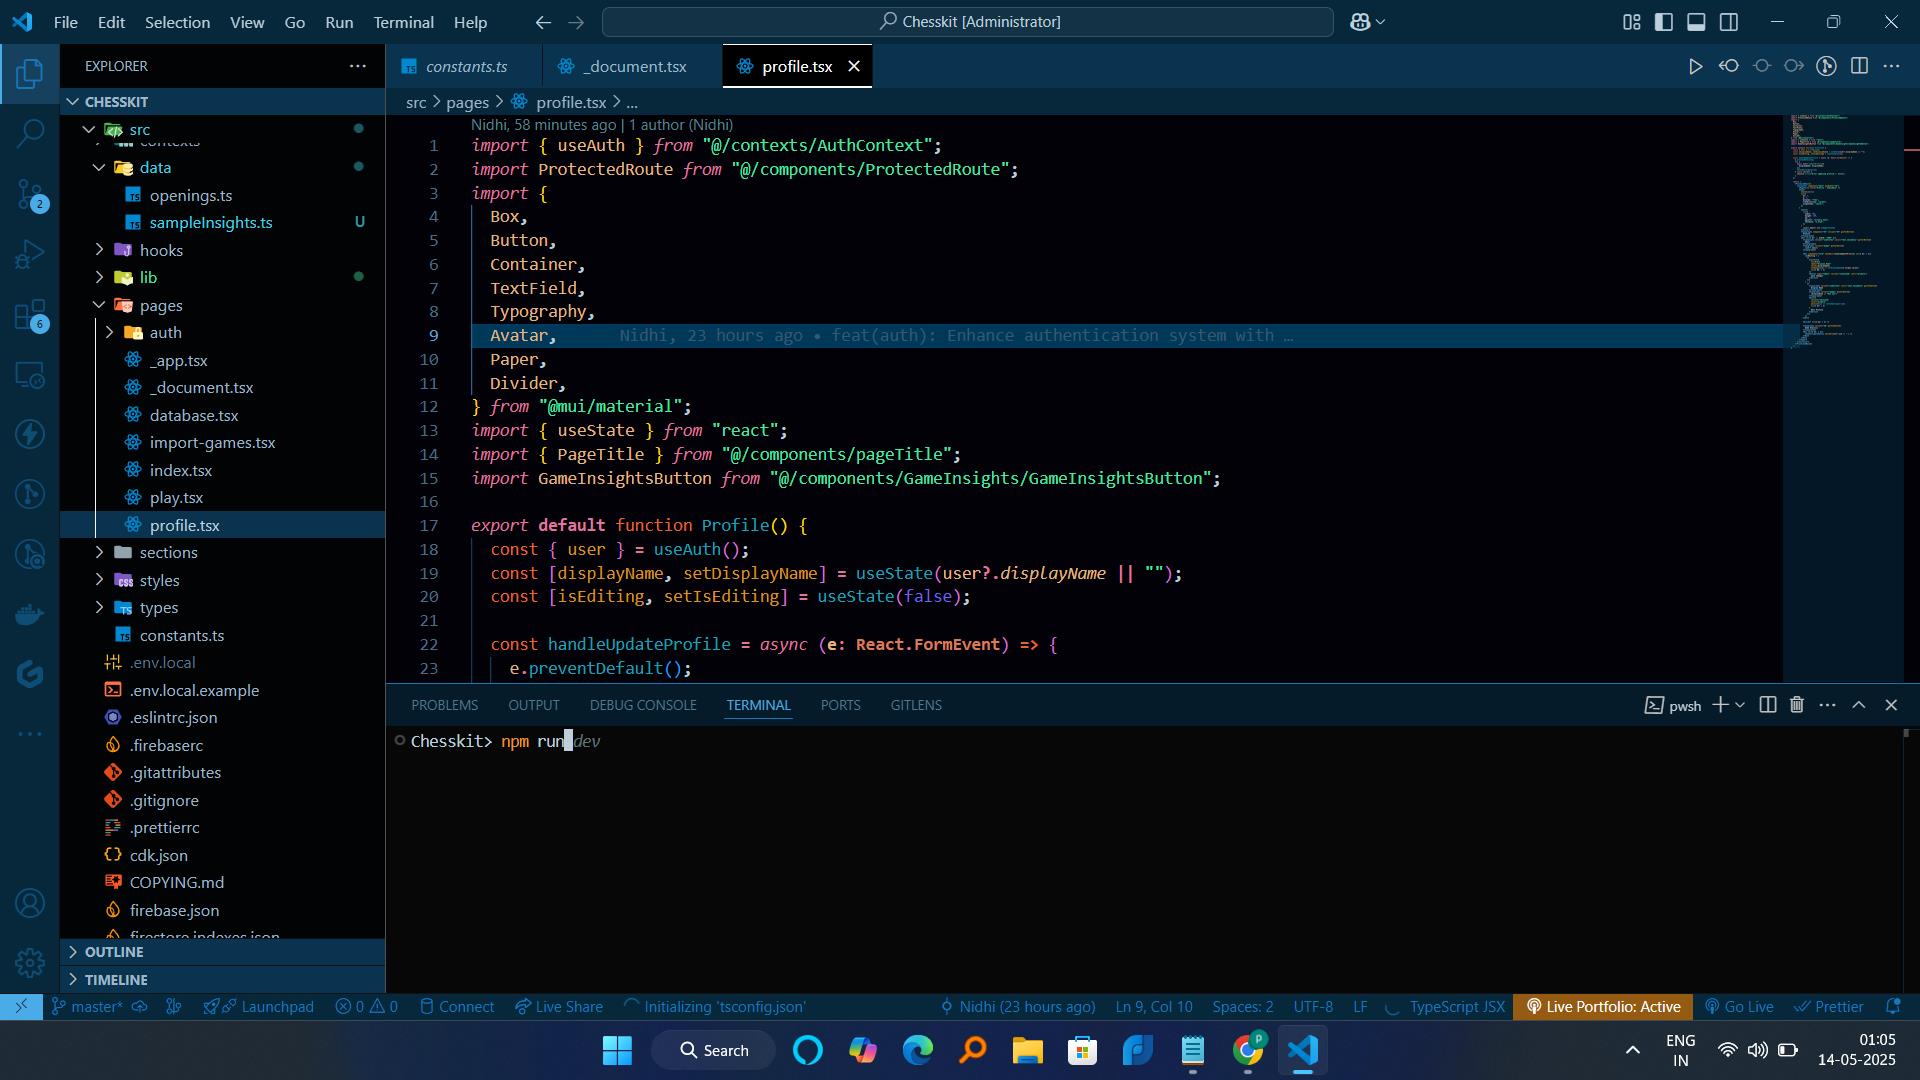 File Edit Selection View Go Run Terminal Help
Chesskit [Administrator]
EXPLORER
CHESSKIT
src
contexts
data
openings.ts
sampleInsights.ts U
hooks
lib
pages
auth
_app.tsx
_document.tsx
database.tsx
import-games.tsx
index.tsx
play.tsx
profile.tsx
sections
styles
types
constants.ts
.env.local
.env.local.example
.eslintrc.json
.firebaserc
.gitattributes
.gitignore
.prettierrc
cdk.json
COPYING.md
firebase.json
firestore.indexes.json
OUTLINE
TIMELINE
2
6
constants.ts
_document.tsx
profile.tsx
src > pages > profile.tsx > ...
Nidhi, 58 minutes ago | 1 author (Nidhi)
1 import { useAuth } from "@/contexts/AuthContext";
2 import ProtectedRoute from "@/components/ProtectedRoute";
3 import {
4 Box,
5 Button,
6 Container,
7 TextField,
8 Typography,
9 Avatar, Nidhi, 23 hours ago • feat(auth): Enhance authentication system with …
10 Paper,
11 Divider,
12 } from "@mui/material";
13 import { useState } from "react";
14 import { PageTitle } from "@/components/pageTitle";
15 import GameInsightsButton from "@/components/GameInsights/GameInsightsButton";
16
17 export default function Profile() {
18 const { user } = useAuth();
19 const [displayName, setDisplayName] = useState(user?.displayName || "");
20 const [isEditing, setIsEditing] = useState(false);
21
22 const handleUpdateProfile = async (e: React.FormEvent) => {
23 e.preventDefault();
PROBLEMS OUTPUT DEBUG CONSOLE TERMINAL PORTS GITLENS
pwsh
Chesskit> npm run dev
master* Launchpad 0 0 Connect Live Share Initializing 'tsconfig.json' Nidhi (23 hours ago) Ln 9, Col 10 Spaces: 2 UTF-8 LF TypeScript JSX Live Portfolio: Active Go Live Prettier
Search
P
ENG
IN
01:05
14-05-2025